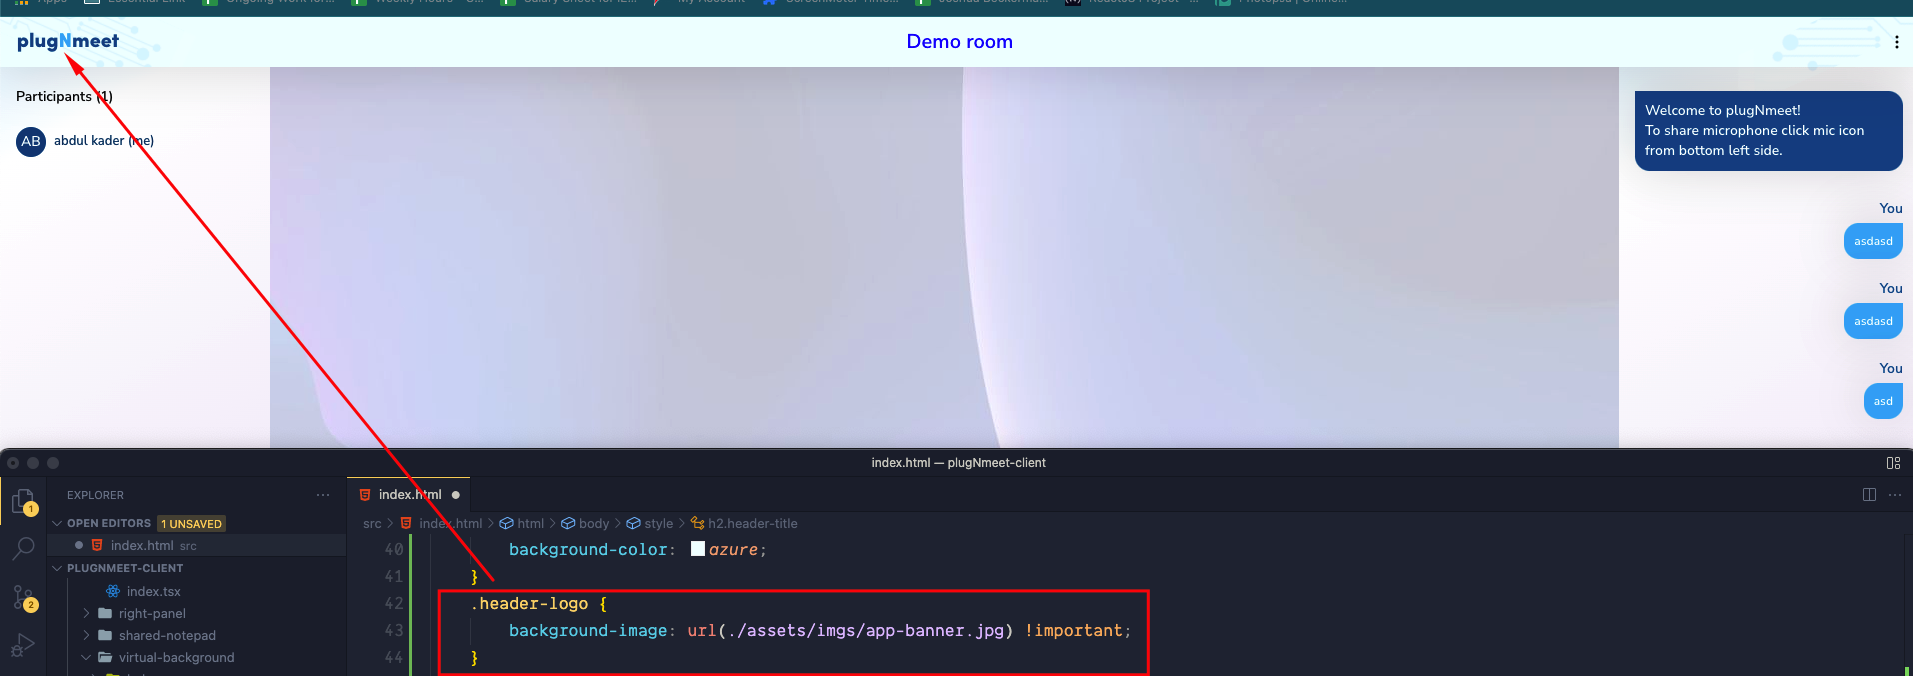 plugNmeet
Demo room
Participants (1)
AB
abdul kader (me)
Welcome to plugNmeet!
To share microphone click mic icon
from bottom left side.
You
asdasd
You
asdasd
You
asd
index.html — plugNmeet-client
EXPLORER
index.html
OPEN EDITORS 1 UNSAVED
index.html src
PLUGNMEET-CLIENT
index.tsx
right-panel
shared-notepad
virtual-background
1
2
src > index.html > html > body > style > h2.header-title
40 background-color: azure;
41 }
42 .header-logo {
43 background-image: url(./assets/imgs/app-banner.jpg) !important;
44 }